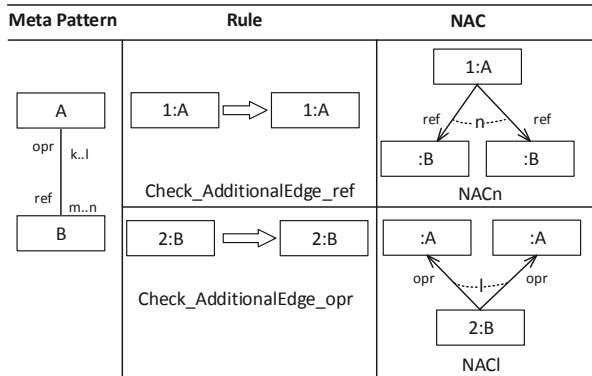 Meta Pattern Rule NAC
A
opr
k..l
ref
m..n
B
1:A 1:A
Check_AdditionalEdge_ref
1:A
ref n ref
:B :B
NACn
2:B 2:B
Check_AdditionalEdge_opr
:A :A
opr l opr
2:B
NACl